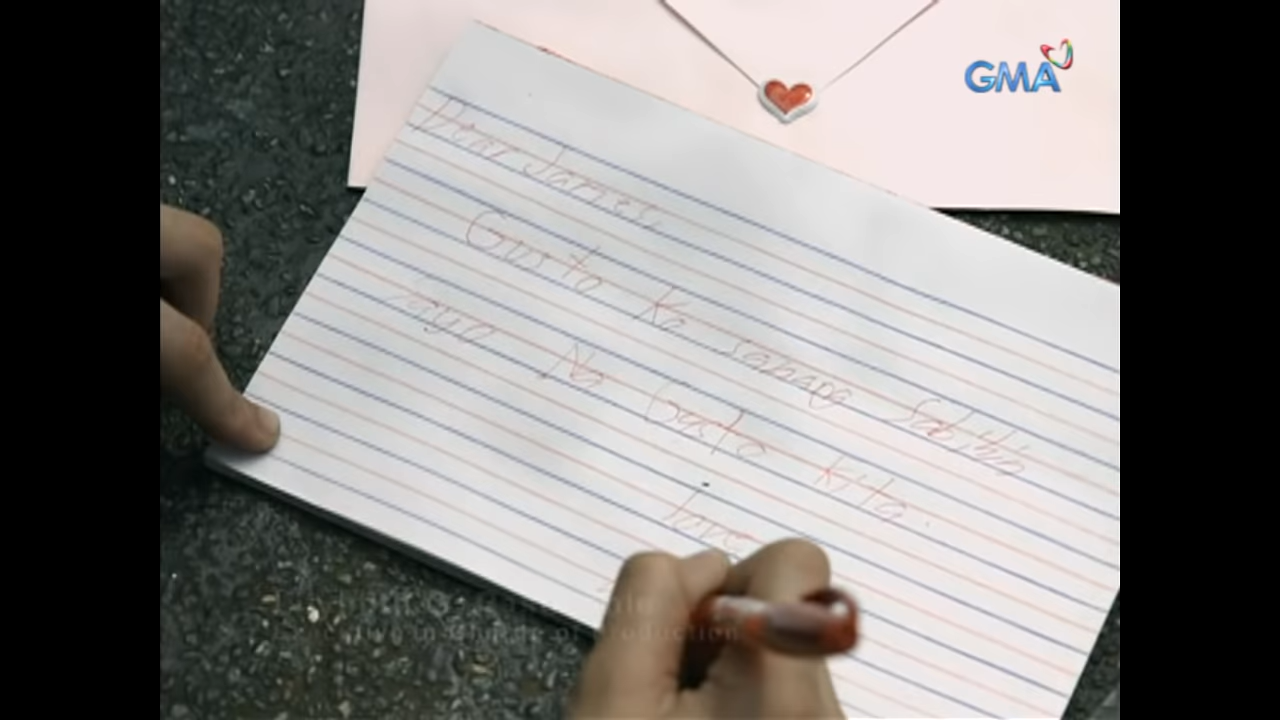 GMA
Dear James,
Gusto Ko sanang Sabihin
Sayo Na Gusto kita.
love